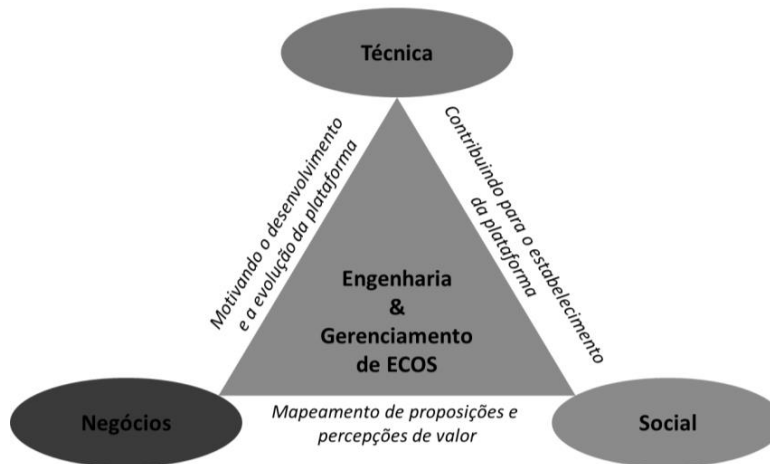 Técnica
Motivando o desenvolvimento
e a evolução da plataforma
Contribuindo para o estabelecimento
da plataforma
Engenharia
&
Gerenciamento
de ECOS
Negócios
Mapeamento de proposições e
percepções de valor
Social